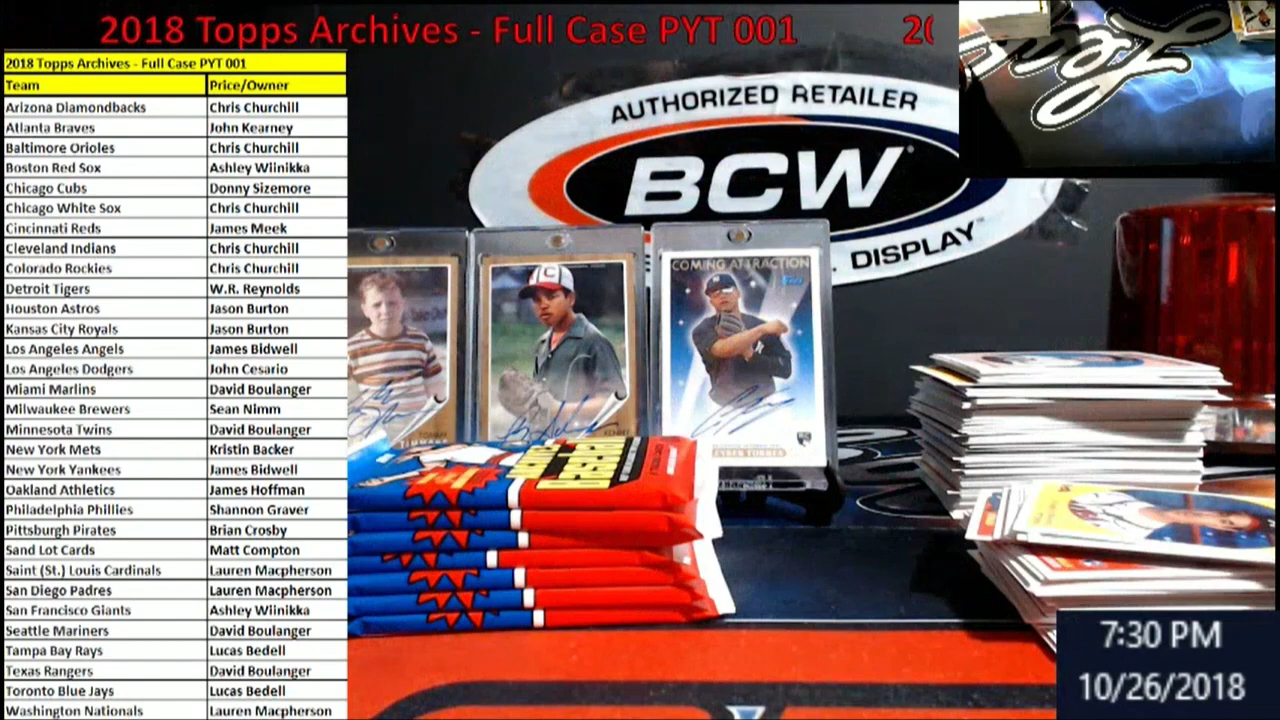 2018 Topps Archives - Full Case PYT 001
2018 Topps Archives - Full Case PYT 001
Team Price/Owner
Arizona Diamondbacks Chris Churchill
Atlanta Braves John Kearney
Baltimore Orioles Chris Churchill
Boston Red Sox Ashley Wiinikka
Chicago Cubs Donny Sizemore
Chicago White Sox Chris Churchill
Cincinnati Reds James Meek
Cleveland Indians Chris Churchill
Colorado Rockies Chris Churchill
Detroit Tigers W.R. Reynolds
Houston Astros Jason Burton
Kansas City Royals Jason Burton
Los Angeles Angels James Bidwell
Los Angeles Dodgers John Cesario
Miami Marlins David Boulanger
Milwaukee Brewers Sean Nimm
Minnesota Twins David Boulanger
New York Mets Kristin Backer
New York Yankees James Bidwell
Oakland Athletics James Hoffman
Philadelphia Phillies Shannon Graver
Pittsburgh Pirates Brian Crosby
Sand Lot Cards Matt Compton
Saint (St.) Louis Cardinals Lauren Macpherson
San Diego Padres Lauren Macpherson
San Francisco Giants Ashley Wiinikka
Seattle Mariners David Boulanger
Tampa Bay Rays Lucas Bedell
Texas Rangers David Boulanger
Toronto Blue Jays Lucas Bedell
Washington Nationals Lauren Macpherson
AUTHORIZED RETAILER
BCW
DISPLAY
COMING ATTRACTION
7:30 PM
10/26/2018